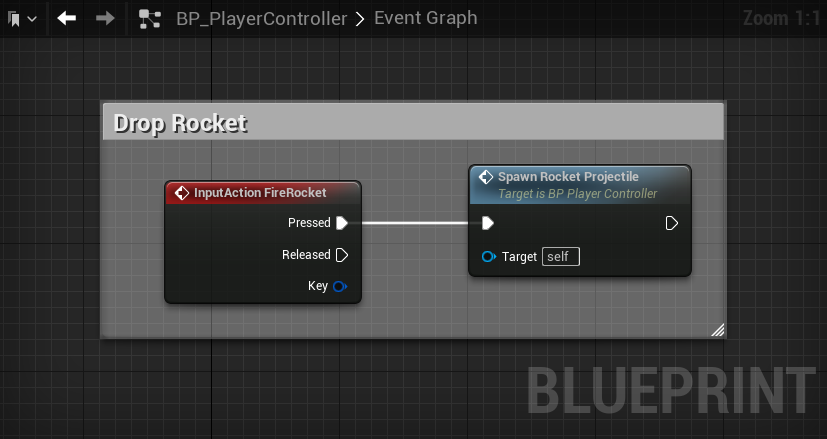 BP_PlayerController > Event Graph
Zoom 1:1
Drop Rocket
InputAction FireRocket
Pressed
Released
Key
Spawn Rocket Projectile
Target is BP Player Controller
Target self
BLUEPRINT